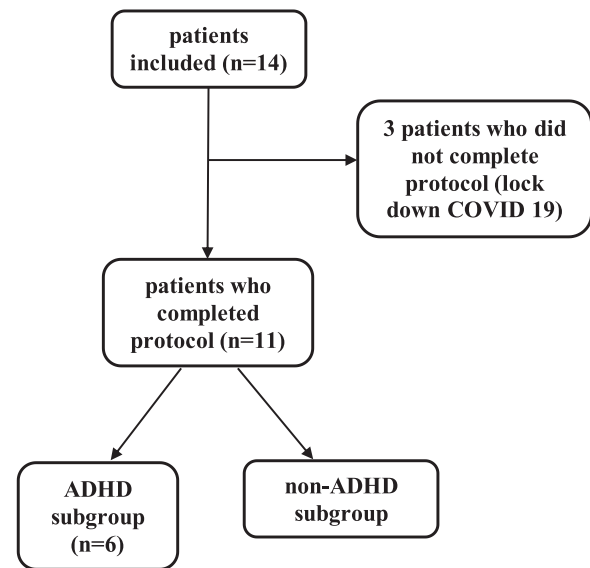 patients
included (n=14)
3 patients who did
not complete
protocol (lock
down COVID 19)
patients who
completed
protocol (n=11)
ADHD
subgroup
(n=6)
non-ADHD
subgroup